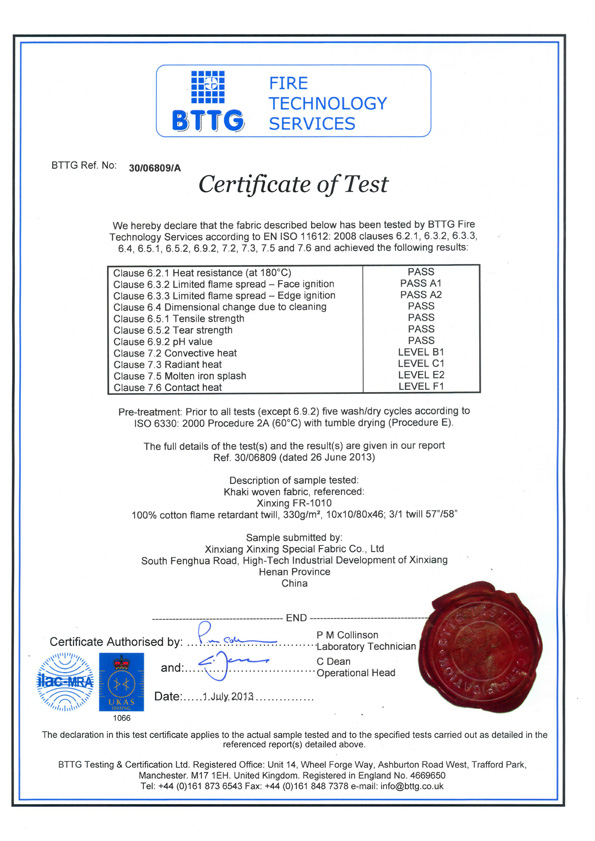 BTTG
FIRE
TECHNOLOGY
SERVICES
BTTG Ref. No: 30/06809/A
Certificate of Test
We hereby declare that the fabric described below has been tested by BTTG Fire
Technology Services according to EN ISO 11612: 2008 clauses 6.2.1, 6.3.2, 6.3.3,
6.4, 6.5.1, 6.5.2, 6.9.2, 7.2, 7.3, 7.5 and 7.6 and achieved the following results:
Clause 6.2.1 Heat resistance (at 180°C) PASS
Clause 6.3.2 Limited flame spread – Face ignition PASS A1
Clause 6.3.3 Limited flame spread – Edge ignition PASS A2
Clause 6.4 Dimensional change due to cleaning PASS
Clause 6.5.1 Tensile strength PASS
Clause 6.5.2 Tear strength PASS
Clause 6.9.2 pH value PASS
Clause 7.2 Convective heat LEVEL B1
Clause 7.3 Radiant heat LEVEL C1
Clause 7.5 Molten iron splash LEVEL E2
Clause 7.6 Contact heat LEVEL F1
Pre-treatment: Prior to all tests (except 6.9.2) five wash/dry cycles according to
ISO 6330: 2000 Procedure 2A (60°C) with tumble drying (Procedure E).
The full details of the test(s) and the result(s) are given in our report
Ref. 30/06809 (dated 26 June 2013)
Description of sample tested:
Khaki woven fabric, referenced:
Xinxing FR-1010
100% cotton flame retardant twill, 330g/m², 10x10/80x46; 3/1 twill 57"/58"
Sample submitted by:
Xinxiang Xinxing Special Fabric Co., Ltd
South Fenghua Road, High-Tech Industrial Development of Xinxiang
Henan Province
China
END
Certificate Authorised by: P M Collinson
Laboratory Technician
and: C Dean
Operational Head
Date: 1 July 2013
ilac-MRA
UKAS
TESTING
1066
The declaration in this test certificate applies to the actual sample tested and to the specified tests carried out as detailed in the
referenced report(s) detailed above.
BTTG Testing & Certification Ltd. Registered Office: Unit 14, Wheel Forge Way, Ashburton Road West, Trafford Park,
Manchester. M17 1EH. United Kingdom. Registered in England No. 4669650
Tel: +44 (0)161 873 6543 Fax: +44 (0)161 848 7378 e-mail: info@bttg.co.uk